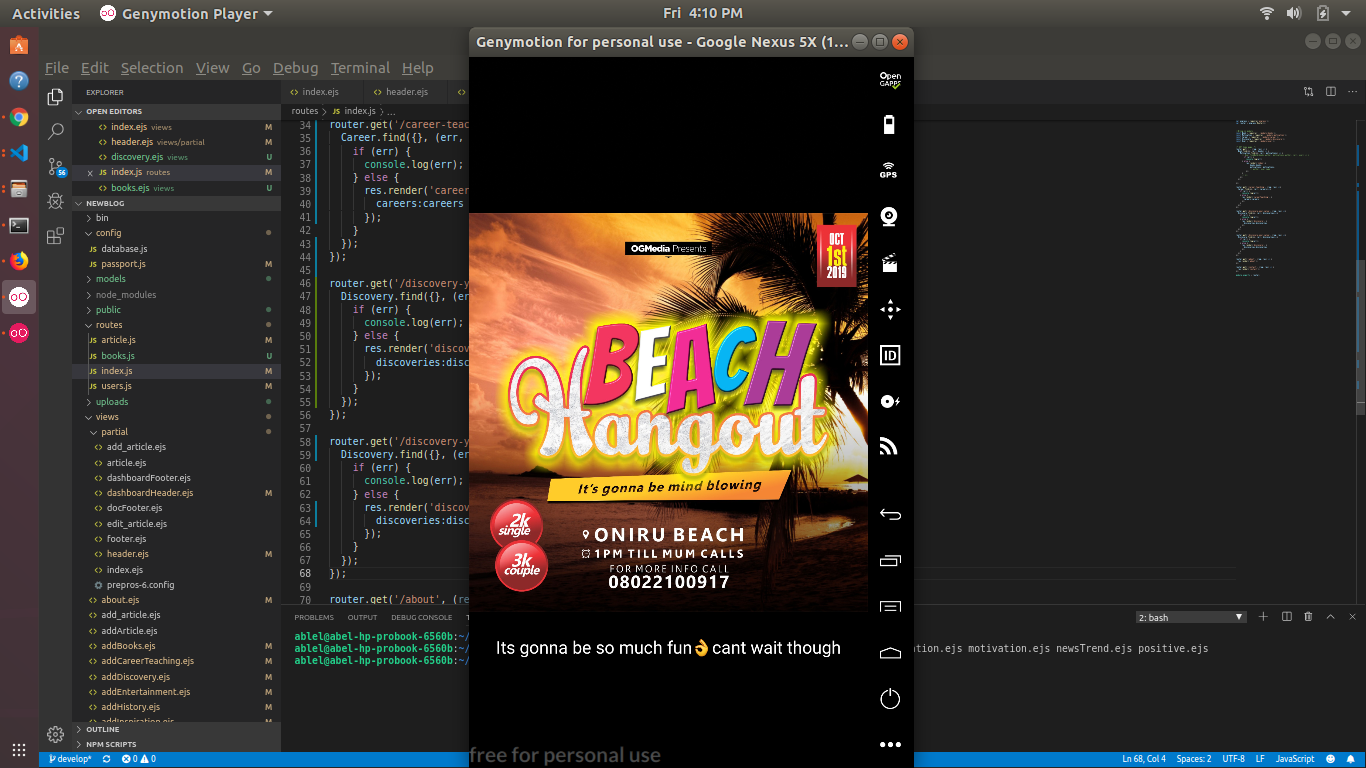 Activities
Genymotion Player
Fri 4:10 PM
Genymotion for personal use - Google Nexus 5X (1...
File Edit Selection View Go Debug Terminal Help
EXPLORER
OPEN EDITORS
index.ejs views M
header.ejs views/partial M
discovery.ejs views U
x JS index.js routes M
books.ejs views U
56
NEWBLOG
bin
config
JS database.js
JS passport.js M
models
node_modules
public
routes
JS article.js M
JS books.js U
JS index.js M
JS users.js M
uploads
views
partial
add_article.ejs
article.ejs
dashboardFooter.ejs
dashboardHeader.ejs M
docFooter.ejs
edit_article.ejs
footer.ejs
header.ejs M
index.ejs
prepros-6.config
about.ejs M
add_article.ejs
addArticle.ejs
addBooks.ejs M
addCareerTeaching.ejs M
addDiscovery.ejs M
addEntertainment.ejs M
addHistory.ejs M
addInspiration.ejs M
OUTLINE
NPM SCRIPTS
index.ejs
header.ejs
routes > JS index.js > ...
34 router.get('/career-teac
35 Career.find({}, (err,
36 if (err) {
37 console.log(err);
38 } else {
39 res.render('career
40 careers:careers
41 });
42 }
43 });
44 });
45
46 router.get('/discovery-y
47 Discovery.find({}, (er
48 if (err) {
49 console.log(err);
50 } else {
51 res.render('discov
52 discoveries:disc
53 });
54 }
55 });
56 });
57
58 router.get('/discovery-y
59 Discovery.find({}, (er
60 if (err) {
61 console.log(err);
62 } else {
63 res.render('discov
64 discoveries:disc
65 });
66 }
67 });
68 });
69
70 router.get('/about', (re
PROBLEMS OUTPUT DEBUG CONSOLE T
2: bash
ablel@abel-hp-probook-6560b:~/
ablel@abel-hp-probook-6560b:~/
ablel@abel-hp-probook-6560b:~/
ation.ejs motivation.ejs newsTrend.ejs positive.ejs
Open
GAPPS
GPS
ID
OGMedia Presents
OCT
1st
2019
BEACH
Hangout
It's gonna be mind blowing
2k
single
3k
couple
ONIRU BEACH
1PM TILL MUM CALLS
FOR MORE INFO CALL
08022100917
Its gonna be so much fun👌cant wait though
free for personal use
develop* 0 0
Ln 68, Col 4 Spaces: 2 UTF-8 LF JavaScript